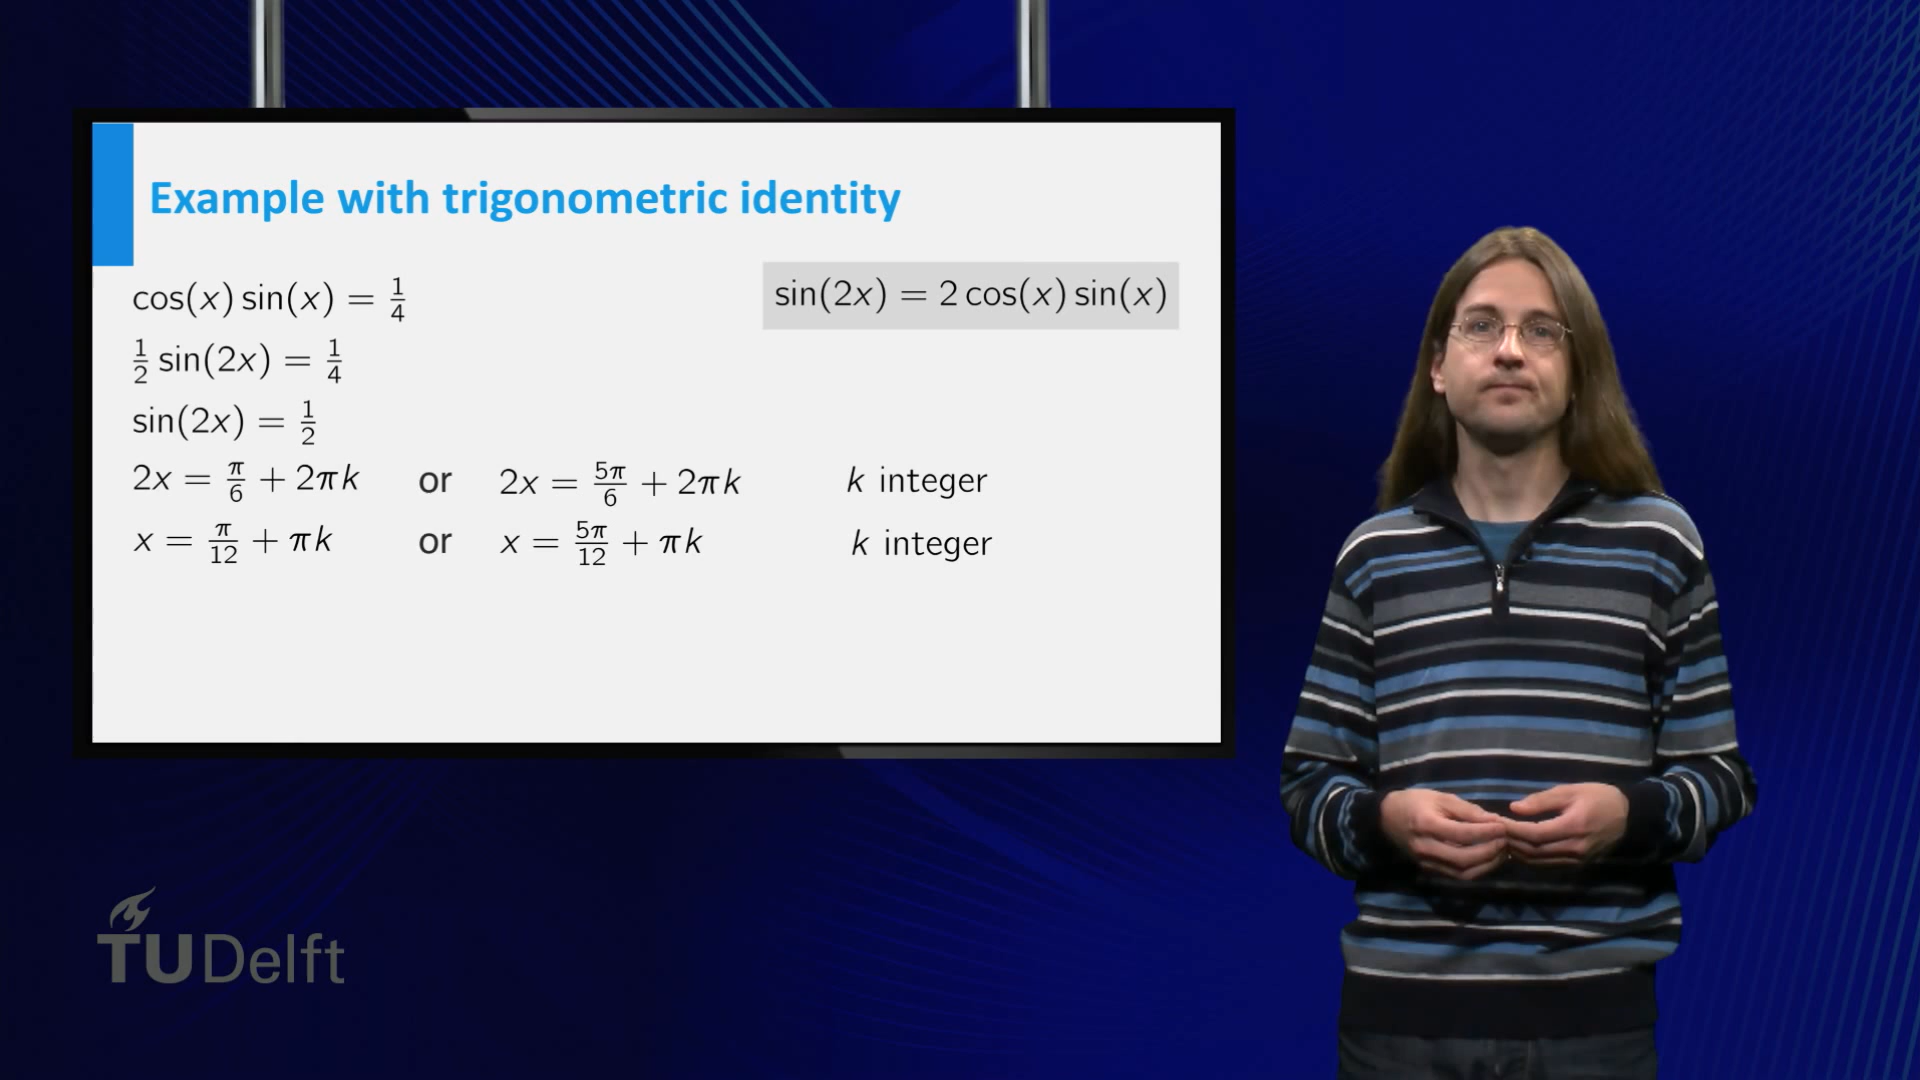 Example with trigonometric identity
cos(x) sin(x) = 1/4
sin(2x) = 2 cos(x) sin(x)
1/2 sin(2x) = 1/4
sin(2x) = 1/2
2x = π/6 + 2πk or 2x = 5π/6 + 2πk k integer
x = π/12 + πk or x = 5π/12 + πk k integer
TU Delft